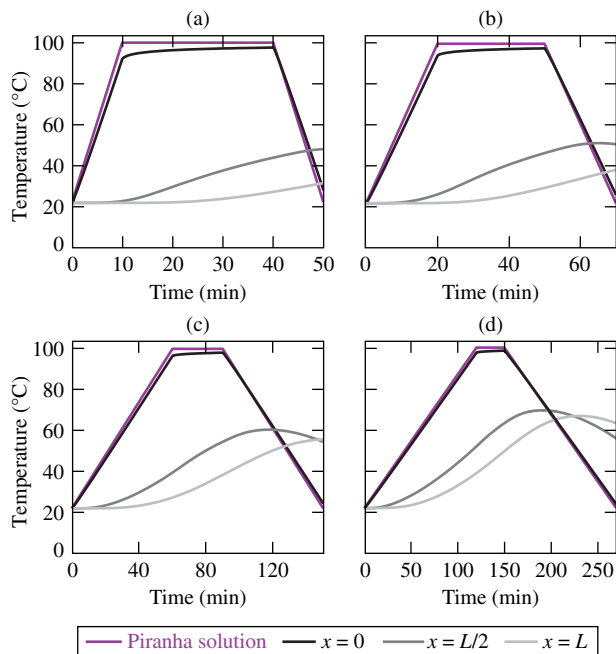 (a)
100
80
60
40
20
0
Temperature (°C)
0 10 20 30 40 50
Time (min)
(b)
100
80
60
40
20
0
0 20 40 60
Time (min)
(c)
100
80
60
40
20
0
Temperature (°C)
0 40 80 120
Time (min)
(d)
100
80
60
40
20
0
0 50 100 150 200 250
Time (min)
Piranha solution x = 0 x = L/2 x = L